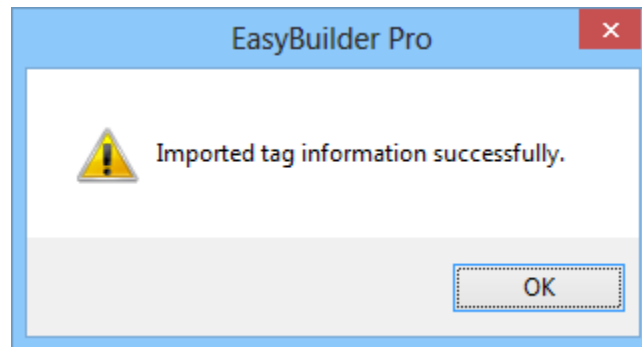 EasyBuilder Pro
Imported tag information successfully.
OK